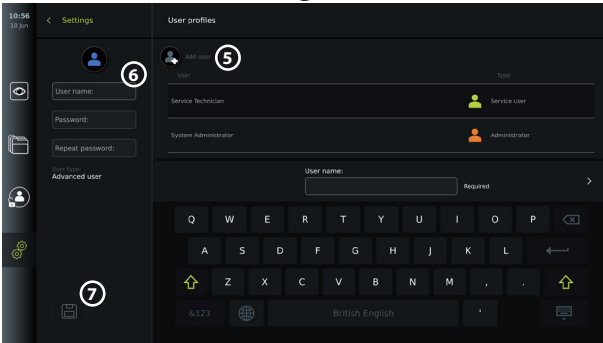 10:56
10 Jun
Settings
User profiles
5
Add user
User
Type
6
User name:
Service Technician
Service user
Password:
System Administrator
Administrator
Repeat password:
User type:
Advanced user
User name:
Required
Q W E R T Y U I O P
A S D F G H J K L
Z X C V B N M , .
7
&123
British English
'